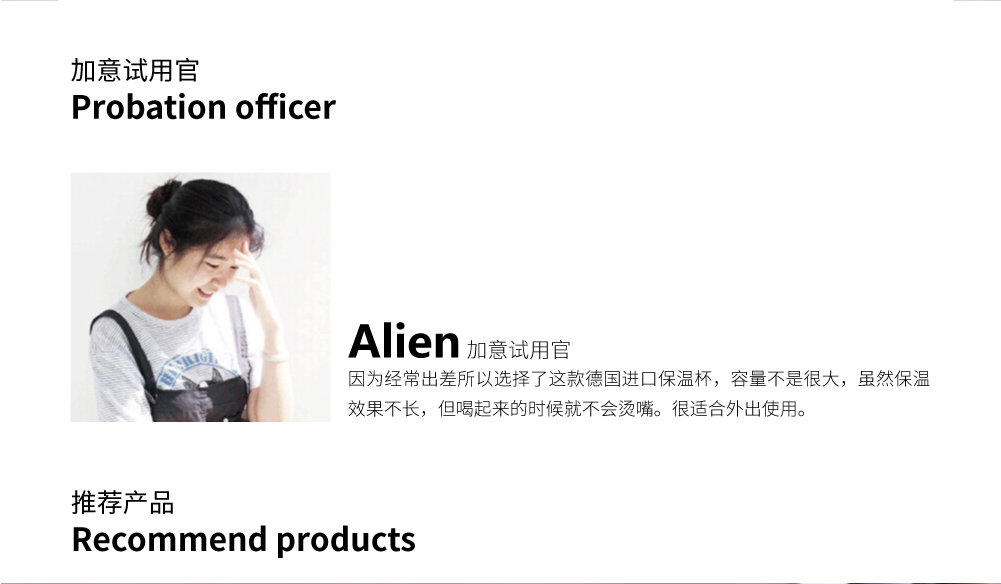 加意试用官
Probation officer
Alien 加意试用官
因为经常出差所以选择了这款德国进口保温杯，容量不是很大，虽然保温
效果不长，但喝起来的时候就不会烫嘴。很适合外出使用。
推荐产品
Recommend products